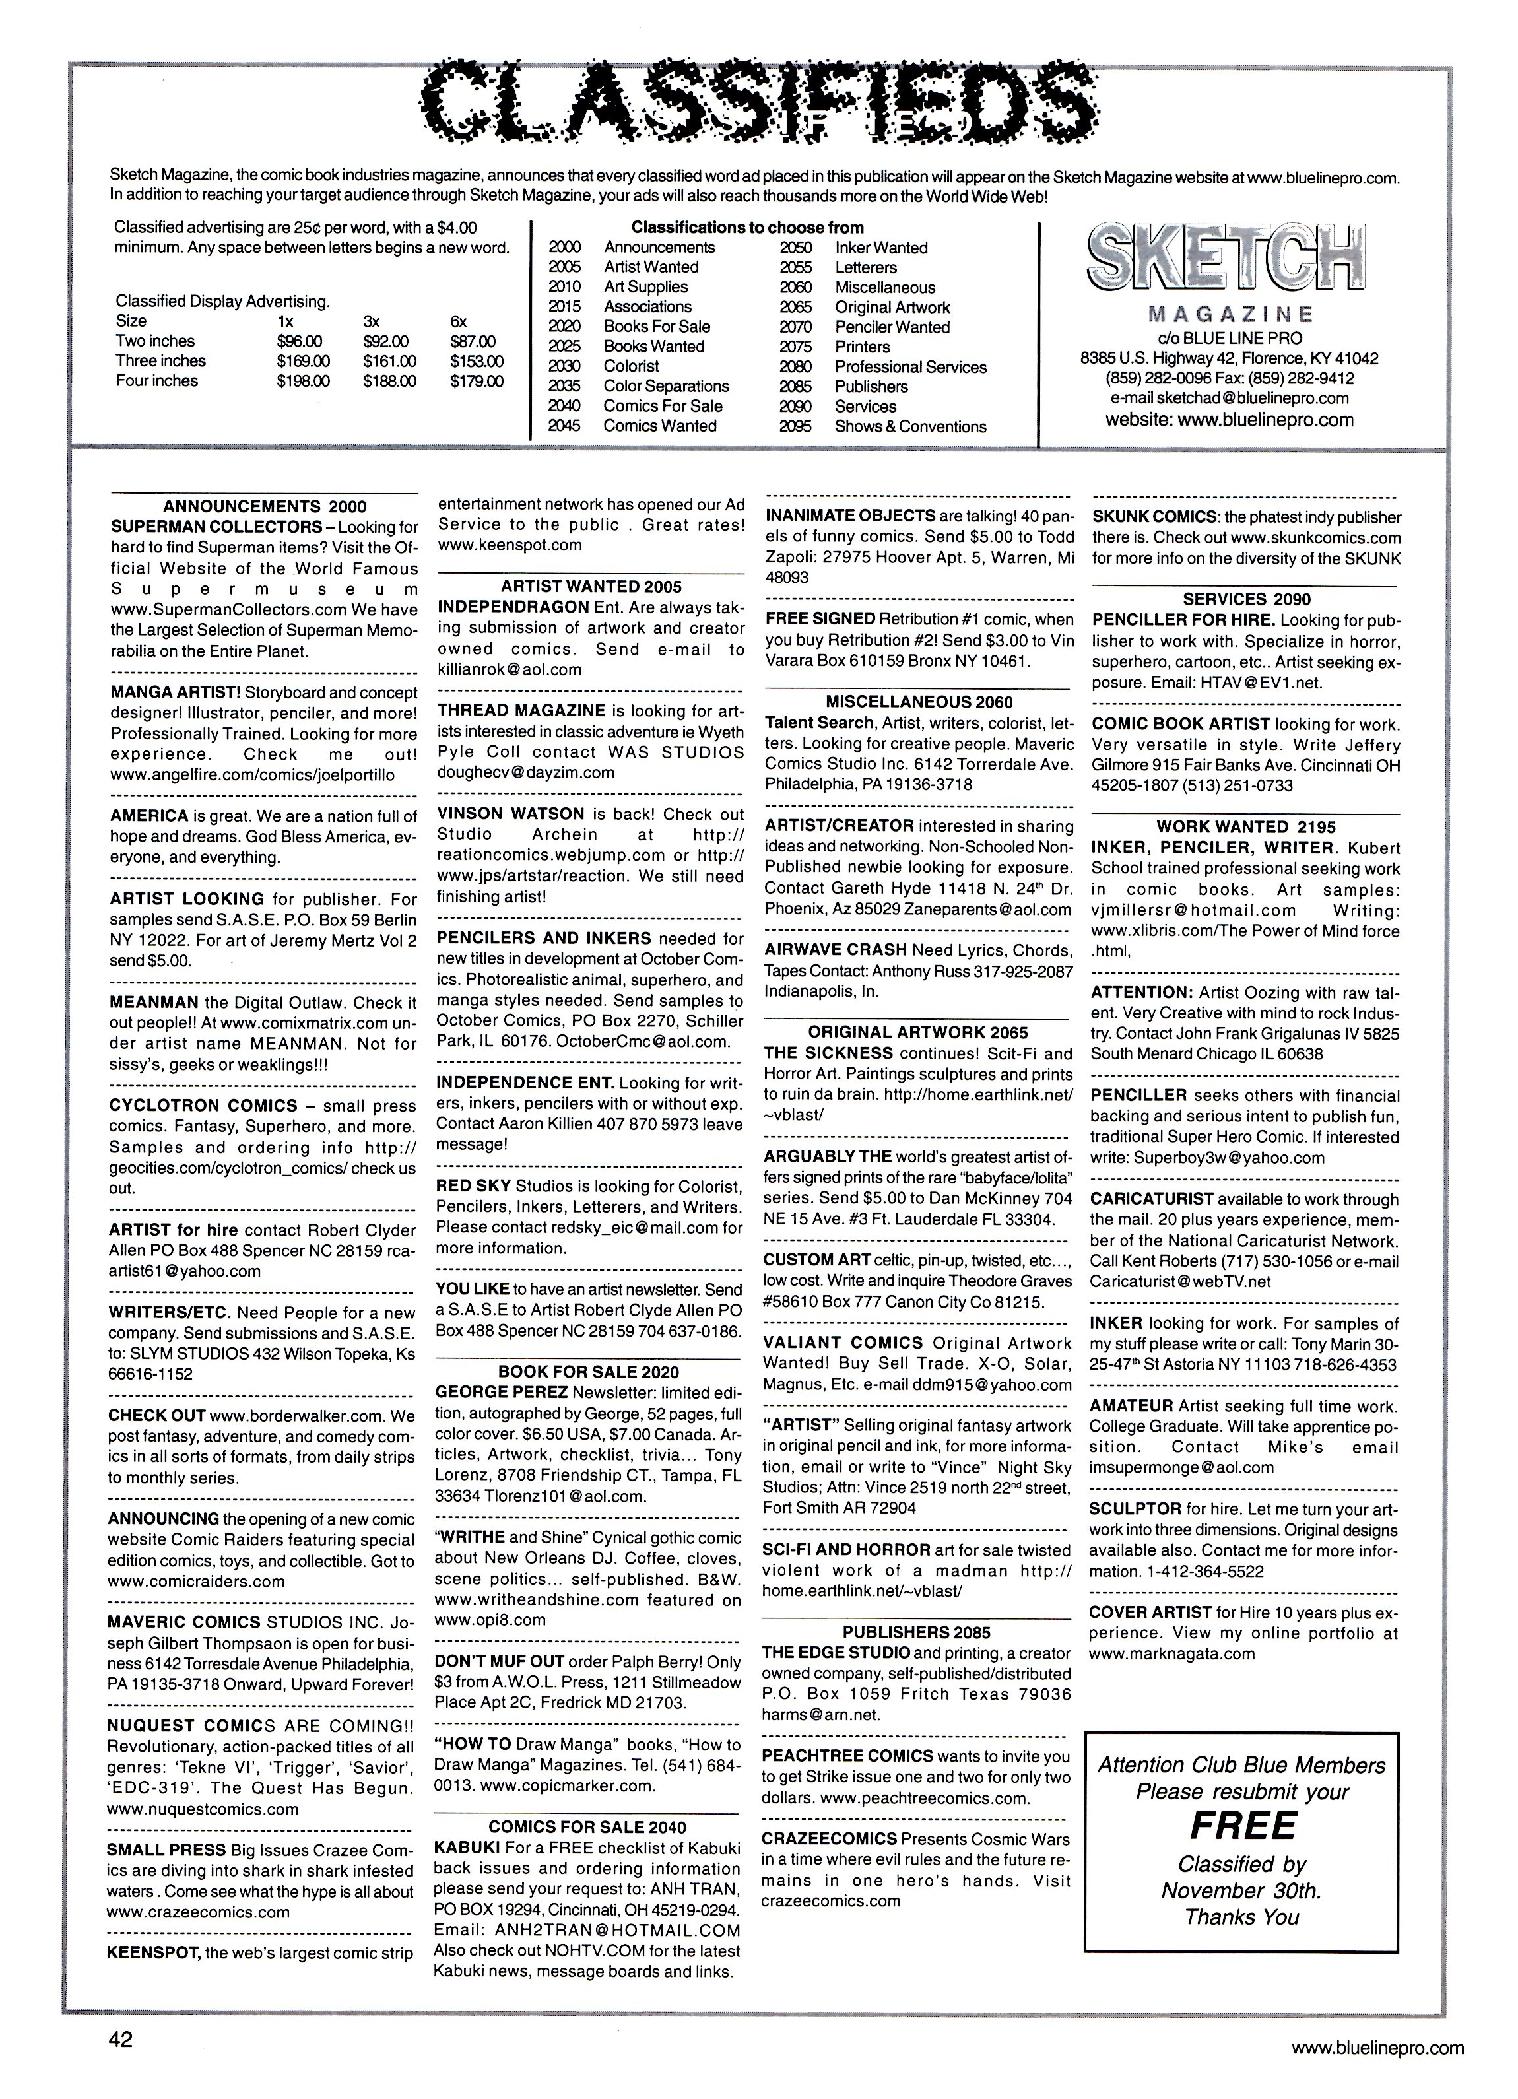 CLASSIFIEDS
Sketch Magazine, the comic book industries magazine, announces that every classified word ad placed in this publication will appear on the Sketch Magazine website at www.bluelinepro.com.
In addition to reaching your target audience through Sketch Magazine, your ads will also reach thousands more on the World Wide Web!
Classified advertising are 25¢ per word, with a $4.00
minimum. Any space between letters begins a new word.
Classified Display Advertising.
Size 1x 3x 6x
Two inches $96.00 $92.00 $87.00
Three inches $169.00 $161.00 $153.00
Four inches $198.00 $188.00 $179.00
Classifications to choose from
2000 Announcements 2050 Inker Wanted
2005 Artist Wanted 2055 Letterers
2010 Art Supplies 2060 Miscellaneous
2015 Associations 2065 Original Artwork
2020 Books For Sale 2070 Penciler Wanted
2025 Books Wanted 2075 Printers
2030 Colorist 2080 Professional Services
2035 Color Separations 2085 Publishers
2040 Comics For Sale 2090 Services
2045 Comics Wanted 2095 Shows & Conventions
SKETCH
MAGAZINE
c/o BLUE LINE PRO
8385 U.S. Highway 42, Florence, KY 41042
(859) 282-0096 Fax: (859) 282-9412
e-mail sketchad@bluelinepro.com
website: www.bluelinepro.com
ANNOUNCEMENTS 2000
SUPERMAN COLLECTORS – Looking for
hard to find Superman items? Visit the Of-
ficial Website of the World Famous
S u p e r m u s e u m
www.SupermanCollectors.com We have
the Largest Selection of Superman Memo-
rabilia on the Entire Planet.
MANGA ARTIST! Storyboard and concept
designer! Illustrator, penciler, and more!
Professionally Trained. Looking for more
experience. Check me out!
www.angelfire.com/comics/joelportillo
AMERICA is great. We are a nation full of
hope and dreams. God Bless America, ev-
eryone, and everything.
ARTIST LOOKING for publisher. For
samples send S.A.S.E. P.O. Box 59 Berlin
NY 12022. For art of Jeremy Mertz Vol 2
send $5.00.
MEANMAN the Digital Outlaw. Check it
out people!! At www.comixmatrix.com un-
der artist name MEANMAN. Not for
sissy's, geeks or weaklings!!!
CYCLOTRON COMICS – small press
comics. Fantasy, Superhero, and more.
Samples and ordering info http://
geocities.com/cyclotron_comics/ check us
out.
ARTIST for hire contact Robert Clyder
Allen PO Box 488 Spencer NC 28159 rca-
artist61@yahoo.com
WRITERS/ETC. Need People for a new
company. Send submissions and S.A.S.E.
to: SLYM STUDIOS 432 Wilson Topeka, Ks
66616-1152
CHECK OUT www.borderwalker.com. We
post fantasy, adventure, and comedy com-
ics in all sorts of formats, from daily strips
to monthly series.
ANNOUNCING the opening of a new comic
website Comic Raiders featuring special
edition comics, toys, and collectible. Got to
www.comicraiders.com
MAVERIC COMICS STUDIOS INC. Jo-
seph Gilbert Thompsaon is open for busi-
ness 6142 Torresdale Avenue Philadelphia,
PA 19135-3718 Onward, Upward Forever!
NUQUEST COMICS ARE COMING!!
Revolutionary, action-packed titles of all
genres: 'Tekne VI', 'Trigger', 'Savior',
'EDC-319'. The Quest Has Begun.
www.nuquestcomics.com
SMALL PRESS Big Issues Crazee Com-
ics are diving into shark in shark infested
waters . Come see what the hype is all about
www.crazeecomics.com
KEENSPOT, the web's largest comic strip
entertainment network has opened our Ad
Service to the public . Great rates!
www.keenspot.com
ARTIST WANTED 2005
INDEPENDRAGON Ent. Are always tak-
ing submission of artwork and creator
owned comics. Send e-mail to
killianrok@aol.com
THREAD MAGAZINE is looking for art-
ists interested in classic adventure ie Wyeth
Pyle Coll contact WAS STUDIOS
doughecv@dayzim.com
VINSON WATSON is back! Check out
Studio Archein at http://
reationcomics.webjump.com or http://
www.jps/artstar/reaction. We still need
finishing artist!
PENCILERS AND INKERS needed for
new titles in development at October Com-
ics. Photorealistic animal, superhero, and
manga styles needed. Send samples to
October Comics, PO Box 2270, Schiller
Park, IL 60176. OctoberCmc@aol.com.
INDEPENDENCE ENT. Looking for writ-
ers, inkers, pencilers with or without exp.
Contact Aaron Killien 407 870 5973 leave
message!
RED SKY Studios is looking for Colorist,
Pencilers, Inkers, Letterers, and Writers.
Please contact redsky_eic@mail.com for
more information.
YOU LIKE to have an artist newsletter. Send
a S.A.S.E to Artist Robert Clyde Allen PO
Box 488 Spencer NC 28159 704 637-0186.
BOOK FOR SALE 2020
GEORGE PEREZ Newsletter: limited edi-
tion, autographed by George, 52 pages, full
color cover. $6.50 USA, $7.00 Canada. Ar-
ticles, Artwork, checklist, trivia... Tony
Lorenz, 8708 Friendship CT., Tampa, FL
33634 Tlorenz101@aol.com.
"WRITHE and Shine" Cynical gothic comic
about New Orleans DJ. Coffee, cloves,
scene politics... self-published. B&W.
www.writheandshine.com featured on
www.opi8.com
DON'T MUF OUT order Palph Berry! Only
$3 from A.W.O.L. Press, 1211 Stillmeadow
Place Apt 2C, Fredrick MD 21703.
"HOW TO Draw Manga" books, "How to
Draw Manga" Magazines. Tel. (541) 684-
0013. www.copicmarker.com.
COMICS FOR SALE 2040
KABUKI For a FREE checklist of Kabuki
back issues and ordering information
please send your request to: ANH TRAN,
PO BOX 19294, Cincinnati, OH 45219-0294.
Email: ANH2TRAN@HOTMAIL.COM
Also check out NOHTV.COM for the latest
Kabuki news, message boards and links.
INANIMATE OBJECTS are talking! 40 pan-
els of funny comics. Send $5.00 to Todd
Zapoli: 27975 Hoover Apt. 5, Warren, Mi
48093
FREE SIGNED Retribution #1 comic, when
you buy Retribution #2! Send $3.00 to Vin
Varara Box 610159 Bronx NY 10461.
MISCELLANEOUS 2060
Talent Search, Artist, writers, colorist, let-
ters. Looking for creative people. Maveric
Comics Studio Inc. 6142 Torrerdale Ave.
Philadelphia, PA 19136-3718
ARTIST/CREATOR interested in sharing
ideas and networking. Non-Schooled Non-
Published newbie looking for exposure.
Contact Gareth Hyde 11418 N. 24th Dr.
Phoenix, Az 85029 Zaneparents@aol.com
AIRWAVE CRASH Need Lyrics, Chords,
Tapes Contact: Anthony Russ 317-925-2087
Indianapolis, In.
ORIGINAL ARTWORK 2065
THE SICKNESS continues! Scit-Fi and
Horror Art. Paintings sculptures and prints
to ruin da brain. http://home.earthlink.net/
~vblast/
ARGUABLY THE world's greatest artist of-
fers signed prints of the rare "babyface/lolita"
series. Send $5.00 to Dan McKinney 704
NE 15 Ave. #3 Ft. Lauderdale FL 33304.
CUSTOM ART celtic, pin-up, twisted, etc...,
low cost. Write and inquire Theodore Graves
#58610 Box 777 Canon City Co 81215.
VALIANT COMICS Original Artwork
Wanted! Buy Sell Trade. X-O, Solar,
Magnus, Etc. e-mail ddm915@yahoo.com
"ARTIST" Selling original fantasy artwork
in original pencil and ink, for more informa-
tion, email or write to "Vince" Night Sky
Studios; Attn: Vince 2519 north 22nd street,
Fort Smith AR 72904
SCI-FI AND HORROR art for sale twisted
violent work of a madman http://
home.earthlink.net/~vblast/
PUBLISHERS 2085
THE EDGE STUDIO and printing, a creator
owned company, self-published/distributed
P.O. Box 1059 Fritch Texas 79036
harms@arn.net.
PEACHTREE COMICS wants to invite you
to get Strike issue one and two for only two
dollars. www.peachtreecomics.com.
CRAZEECOMICS Presents Cosmic Wars
in a time where evil rules and the future re-
mains in one hero's hands. Visit
crazeecomics.com
SKUNK COMICS: the phatest indy publisher
there is. Check out www.skunkcomics.com
for more info on the diversity of the SKUNK
SERVICES 2090
PENCILLER FOR HIRE. Looking for pub-
lisher to work with. Specialize in horror,
superhero, cartoon, etc.. Artist seeking ex-
posure. Email: HTAV@EV1.net.
COMIC BOOK ARTIST looking for work.
Very versatile in style. Write Jeffery
Gilmore 915 Fair Banks Ave. Cincinnati OH
45205-1807 (513) 251-0733
WORK WANTED 2195
INKER, PENCILER, WRITER. Kubert
School trained professional seeking work
in comic books. Art samples:
vjmillersr@hotmail.com Writing:
www.xlibris.com/The Power of Mind force
.html,
ATTENTION: Artist Oozing with raw tal-
ent. Very Creative with mind to rock Indus-
try. Contact John Frank Grigalunas IV 5825
South Menard Chicago IL 60638
PENCILLER seeks others with financial
backing and serious intent to publish fun,
traditional Super Hero Comic. If interested
write: Superboy3w@yahoo.com
CARICATURIST available to work through
the mail. 20 plus years experience, mem-
ber of the National Caricaturist Network.
Call Kent Roberts (717) 530-1056 or e-mail
Caricaturist@webTV.net
INKER looking for work. For samples of
my stuff please write or call: Tony Marin 30-
25-47th St Astoria NY 11103 718-626-4353
AMATEUR Artist seeking full time work.
College Graduate. Will take apprentice po-
sition. Contact Mike's email
imsupermonge@aol.com
SCULPTOR for hire. Let me turn your art-
work into three dimensions. Original designs
available also. Contact me for more infor-
mation. 1-412-364-5522
COVER ARTIST for Hire 10 years plus ex-
perience. View my online portfolio at
www.marknagata.com
Attention Club Blue Members
Please resubmit your
FREE
Classified by
November 30th.
Thanks You
42
www.bluelinepro.com